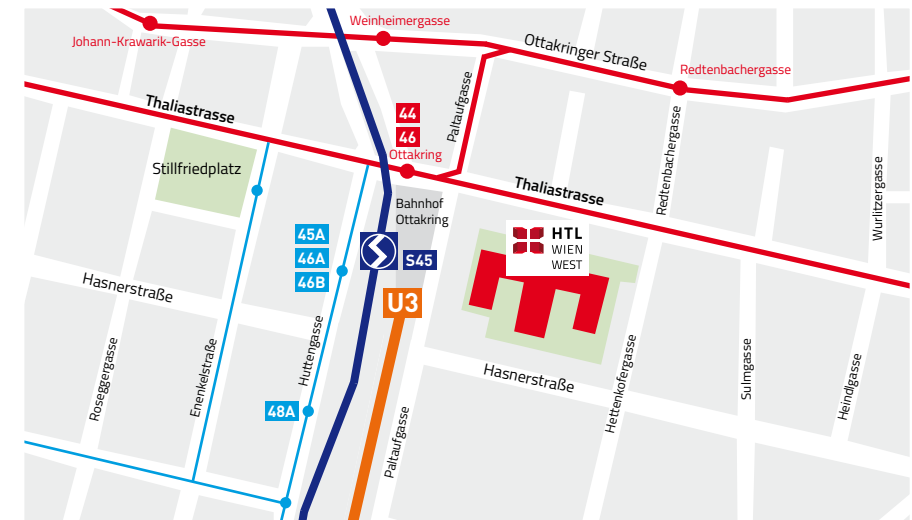 Weinheimergasse
Johann-Krawarik-Gasse
Ottakringer Straße
Redtenbachergasse
Thaliastrasse
44
46
Ottakring
Paltaufgasse
Redtenbachergasse
Wurlitzergasse
Stillfriedplatz
Thaliastrasse
Bahnhof
Ottakring
45A
46A
46B
S45
HTL
WIEN
WEST
Hasnerstraße
U3
Roseggergasse
Enenkelstraße
Huttengasse
Hasnerstraße
Hettenkofergasse
Sulmgasse
Heindlgasse
48A
Paltaufgasse